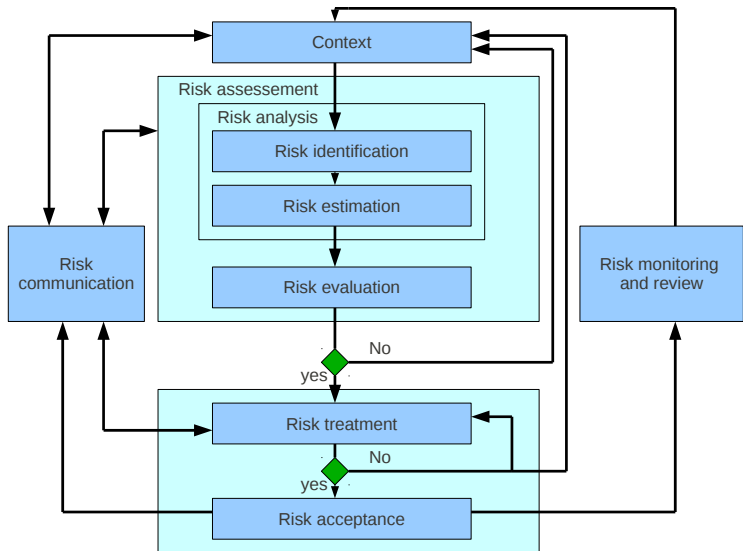 Context
Risk assessement
Risk analysis
Risk identification
Risk estimation
Risk
communication
Risk monitoring
and review
Risk evaluation
No
yes
Risk treatment
No
yes
Risk acceptance